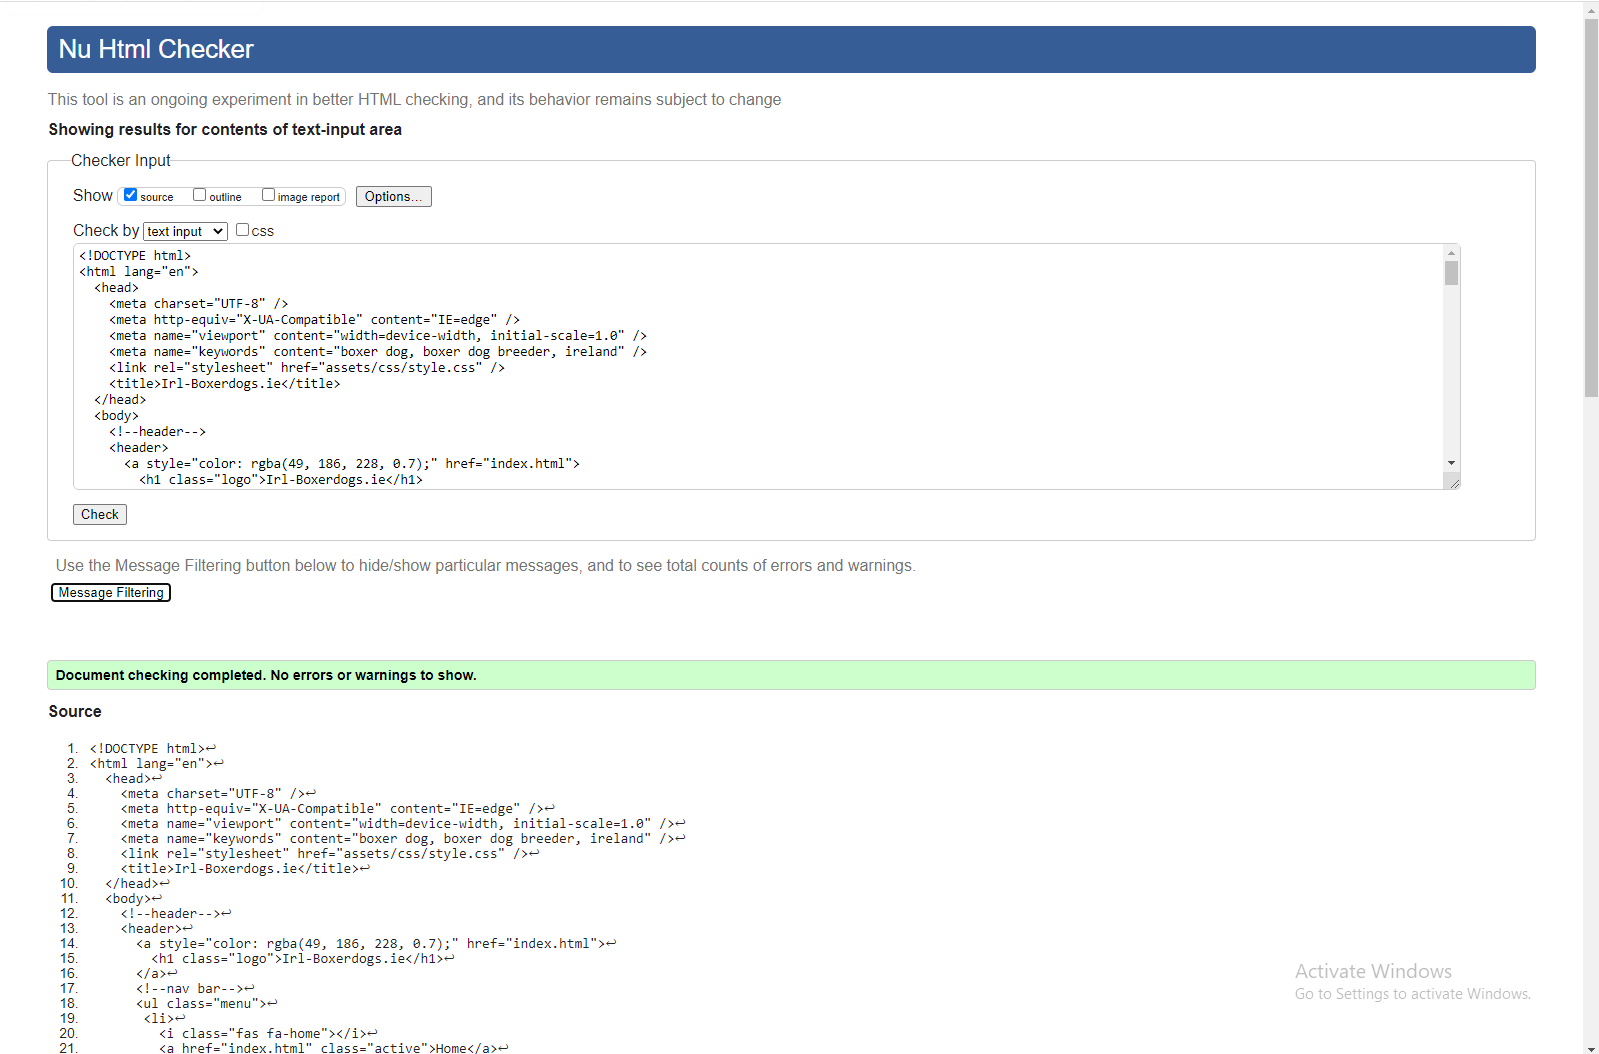 Nu Html Checker
This tool is an ongoing experiment in better HTML checking, and its behavior remains subject to change
Showing results for contents of text-input area
Checker Input
Show source outline image report Options...
Check by text input css
<!DOCTYPE html>
<html lang="en">
  <head>
    <meta charset="UTF-8" />
    <meta http-equiv="X-UA-Compatible" content="IE=edge" />
    <meta name="viewport" content="width=device-width, initial-scale=1.0" />
    <meta name="keywords" content="boxer dog, boxer dog breeder, ireland" />
    <link rel="stylesheet" href="assets/css/style.css" />
    <title>Irl-Boxerdogs.ie</title>
  </head>
  <body>
    <!--header-->
    <header>
      <a style="color: rgba(49, 186, 228, 0.7);" href="index.html">
        <h1 class="logo">Irl-Boxerdogs.ie</h1>
Check
Use the Message Filtering button below to hide/show particular messages, and to see total counts of errors and warnings.
Message Filtering
Document checking completed. No errors or warnings to show.
Source
1. <!DOCTYPE html>↩
2. <html lang="en">↩
3.   <head>↩
4.     <meta charset="UTF-8" />↩
5.     <meta http-equiv="X-UA-Compatible" content="IE=edge" />↩
6.     <meta name="viewport" content="width=device-width, initial-scale=1.0" />↩
7.     <meta name="keywords" content="boxer dog, boxer dog breeder, ireland" />↩
8.     <link rel="stylesheet" href="assets/css/style.css" />↩
9.     <title>Irl-Boxerdogs.ie</title>↩
10.   </head>↩
11.   <body>↩
12.     <!--header-->↩
13.     <header>↩
14.       <a style="color: rgba(49, 186, 228, 0.7);" href="index.html">↩
15.         <h1 class="logo">Irl-Boxerdogs.ie</h1>↩
16.       </a>↩
17.       <!--nav bar-->↩
18.       <ul class="menu">↩
19.        <li>↩
20.          <i class="fas fa-home"></i>↩
21.          <a href="index.html" class="active">Home</a>↩
Activate Windows
Go to Settings to activate Windows.